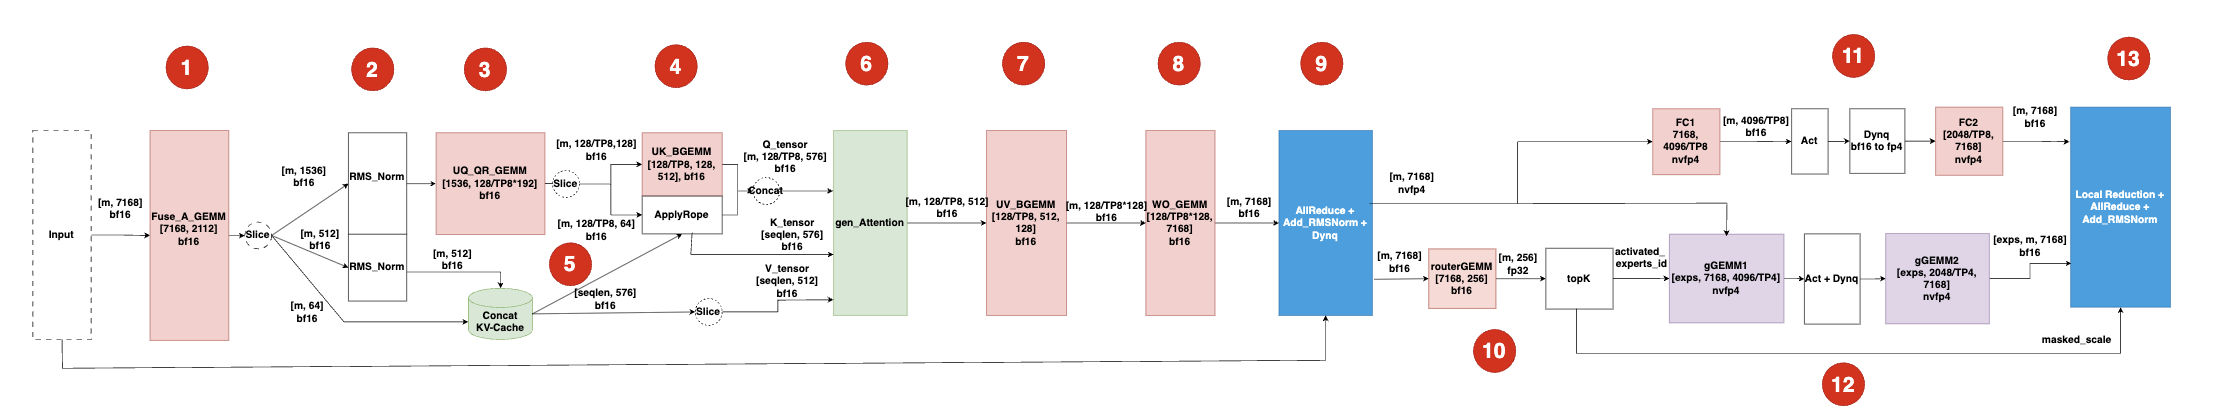 1
2
3
4
6
7
8
9
11
13
Input
[m, 7168]
bf16
Fuse_A_GEMM
[7168, 2112]
bf16
Slice
[m, 1536]
bf16
[m, 512]
bf16
[m, 64]
bf16
RMS_Norm
RMS_Norm
[m, 512]
bf16
UQ_QR_GEMM
[1536, 128/TP8*192]
bf16
Concat
KV-Cache
Slice
[m, 128/TP8,128]
bf16
[m, 128/TP8, 64]
bf16
5
[seqlen, 576]
bf16
UK_BGEMM
[128/TP8, 128,
512], bf16
ApplyRope
Slice
Q_tensor
[m, 128/TP8, 576]
bf16
Concat
K_tensor
[seqlen, 576]
bf16
V_tensor
[seqlen, 512]
bf16
gen_Attention
[m, 128/TP8, 512]
bf16
UV_BGEMM
[128/TP8, 512,
128]
bf16
[m, 128/TP8*128]
bf16
WO_GEMM
[128/TP8*128,
7168]
bf16
[m, 7168]
bf16
AllReduce +
Add_RMSNorm +
Dynq
[m, 7168]
nvfp4
[m, 7168]
bf16
routerGEMM
[7168, 256]
bf16
10
[m, 256]
fp32
topK
activated_
experts_id
FC1
7168,
4096/TP8
nvfp4
[m, 4096/TP8]
bf16
Act
Dynq
bf16 to fp4
FC2
[2048/TP8,
7168]
nvfp4
[m, 7168]
bf16
gGEMM1
[exps, 7168, 4096/TP4]
nvfp4
Act + Dynq
gGEMM2
[exps, 2048/TP4,
7168]
nvfp4
[exps, m, 7168]
bf16
Local Reduction +
AllReduce +
Add_RMSNorm
masked_scale
12